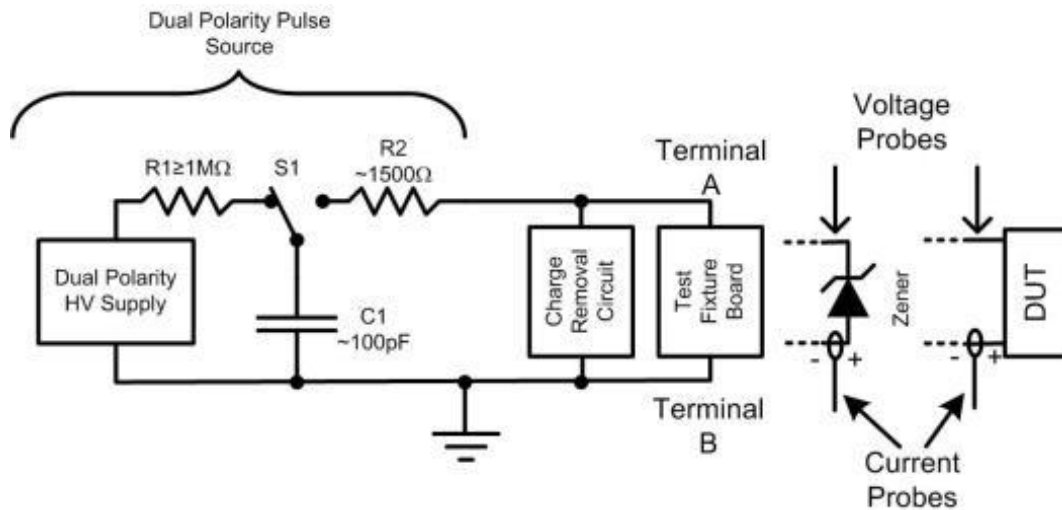 Dual Polarity Pulse
Source
R1≥1MΩ
S1
R2
~1500Ω
Dual Polarity
HV Supply
C1
~100pF
Charge
Removal
Circuit
Terminal
A
Test
Fixture
Board
Terminal
B
Voltage
Probes
Zener
- +
DUT
- +
Current
Probes